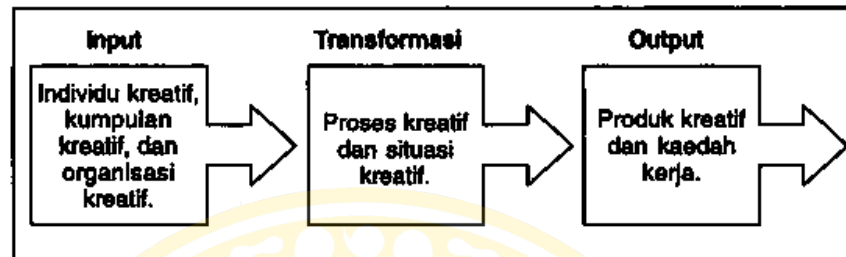 Input
Transformasi
Output
Individu kreatif,
kumpulan
kreatif, dan
organisasi
kreatif.
Proses kreatif
dan situasi
kreatif.
Produk kreatif
dan kaedah
kerja.